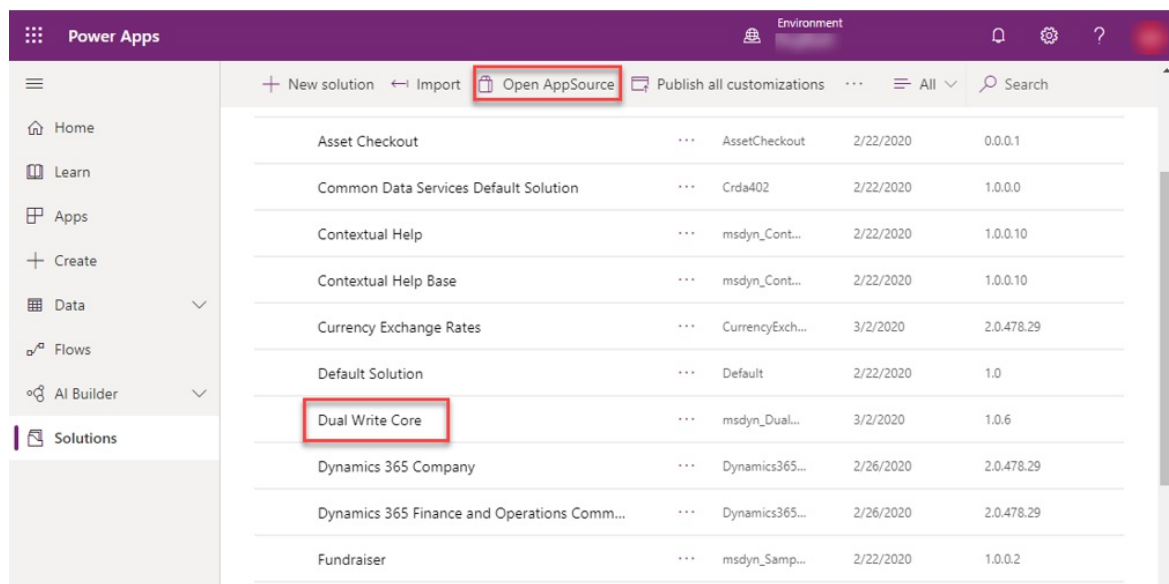 Environment
Power Apps
New solution Import Open AppSource Publish all customizations ... All Search
Home
Learn
Apps
Create
Data
Flows
AI Builder
Solutions
Asset Checkout ... AssetCheckout 2/22/2020 0.0.0.1
Common Data Services Default Solution ... Crda402 2/22/2020 1.0.0.0
Contextual Help ... msdyn_Cont... 2/22/2020 1.0.0.10
Contextual Help Base ... msdyn_Cont... 2/22/2020 1.0.0.10
Currency Exchange Rates ... CurrencyExch... 3/2/2020 2.0.478.29
Default Solution ... Default 2/22/2020 1.0
Dual Write Core ... msdyn_Dual... 3/2/2020 1.0.6
Dynamics 365 Company ... Dynamics365... 2/26/2020 2.0.478.29
Dynamics 365 Finance and Operations Comm... ... Dynamics365... 2/26/2020 2.0.478.29
Fundraiser ... msdyn_Samp... 2/22/2020 1.0.0.2